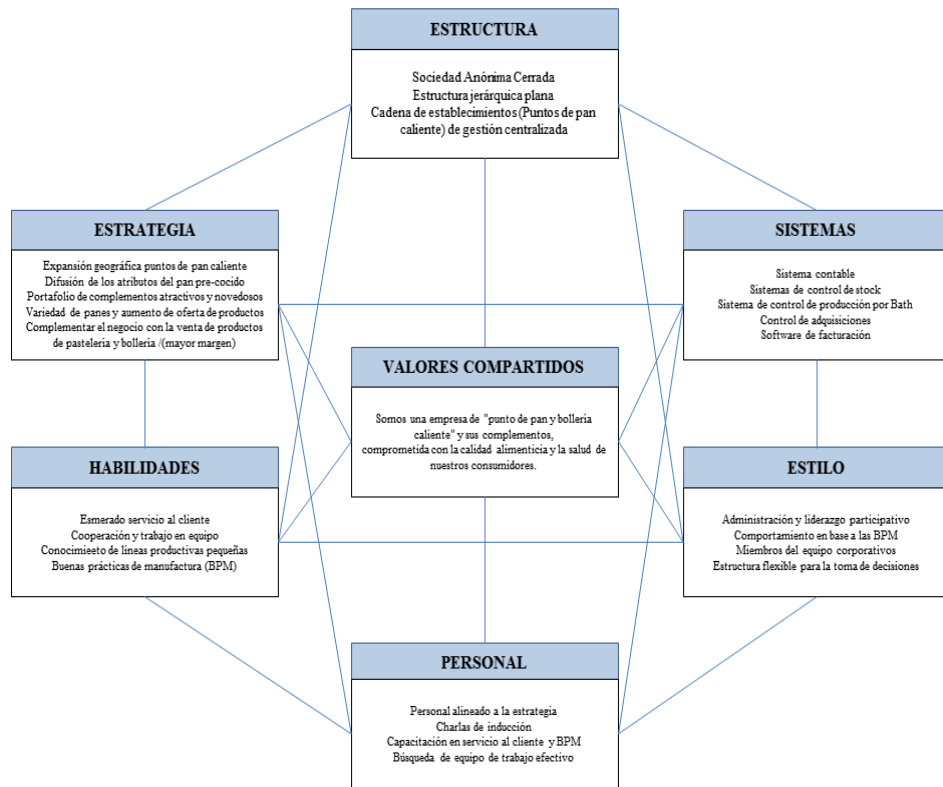 ESTRUCTURA
Sociedad Anónima Cerrada
Estructura jerárquica plana
Cadena de establecimientos (Puntos de pan
caliente) de gestión centralizada
ESTRATEGIA
Expansión geográfica puntos de pan caliente
Difusión de los atributos del pan pre-cocido
Portafolio de complementos atractivos y novedosos
Variedad de panes y aumento de oferta de productos
Complementar el negocio con la venta de productos
de pastelería y bollería /(mayor margen)
SISTEMAS
Sistema contable
Sistemas de control de stock
Sistema de control de producción por Bath
Control de adquisiciones
Software de facturación
VALORES COMPARTIDOS
Somos una empresa de "punto de pan y bollería
caliente" y sus complementos,
comprometida con la calidad alimenticia y la salud de
nuestros consumidores.
HABILIDADES
Esmerado servicio al cliente
Cooperación y trabajo en equipo
Conocimieto de líneas productivas pequeñas
Buenas prácticas de manufactura (BPM)
ESTILO
Administración y liderazgo participativo
Comportamiento en base a las BPM
Miembros del equipo corporativos
Estructura flexible para la toma de decisiones
PERSONAL
Personal alineado a la estrategia
Charlas de inducción
Capacitación en servicio al cliente y BPM
Búsqueda de equipo de trabajo efectivo